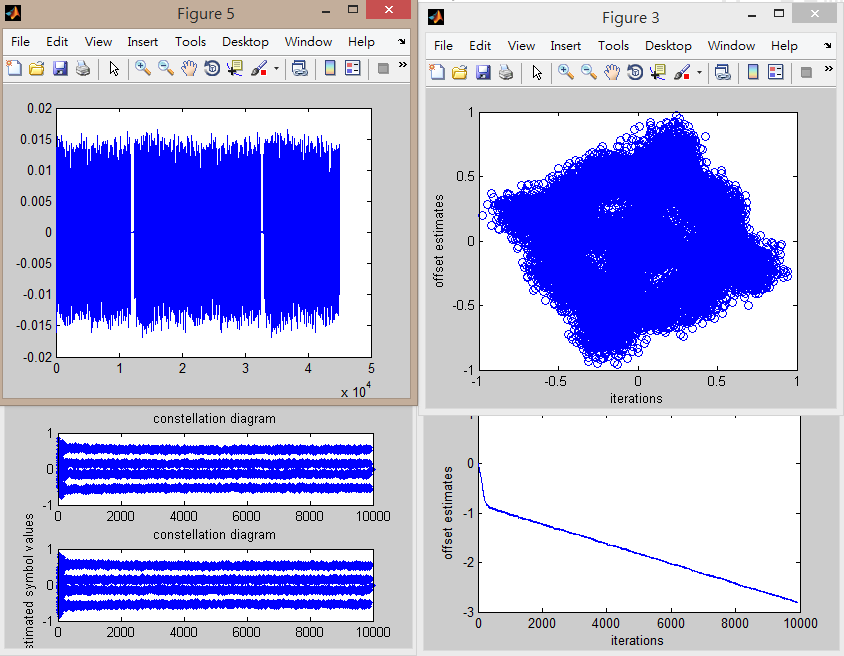 Figure 5
File Edit View Insert Tools Desktop Window Help
0.02
0.015
0.01
0.005
0
-0.005
-0.01
-0.015
-0.02
0 1 2 3 4 5
x 10^4
Figure 3
File Edit View Insert Tools Desktop Window Help
1
0.5
0
-0.5
-1
-1 -0.5 0 0.5 1
offset estimates
iterations
constellation diagram
1
0
-1
0 2000 4000 6000 8000 10000
constellation diagram
1
0
-1
0 2000 4000 6000 8000 10000
symbol values
0
-1
-2
-3
0 2000 4000 6000 8000 10000
offset estimates
iterations